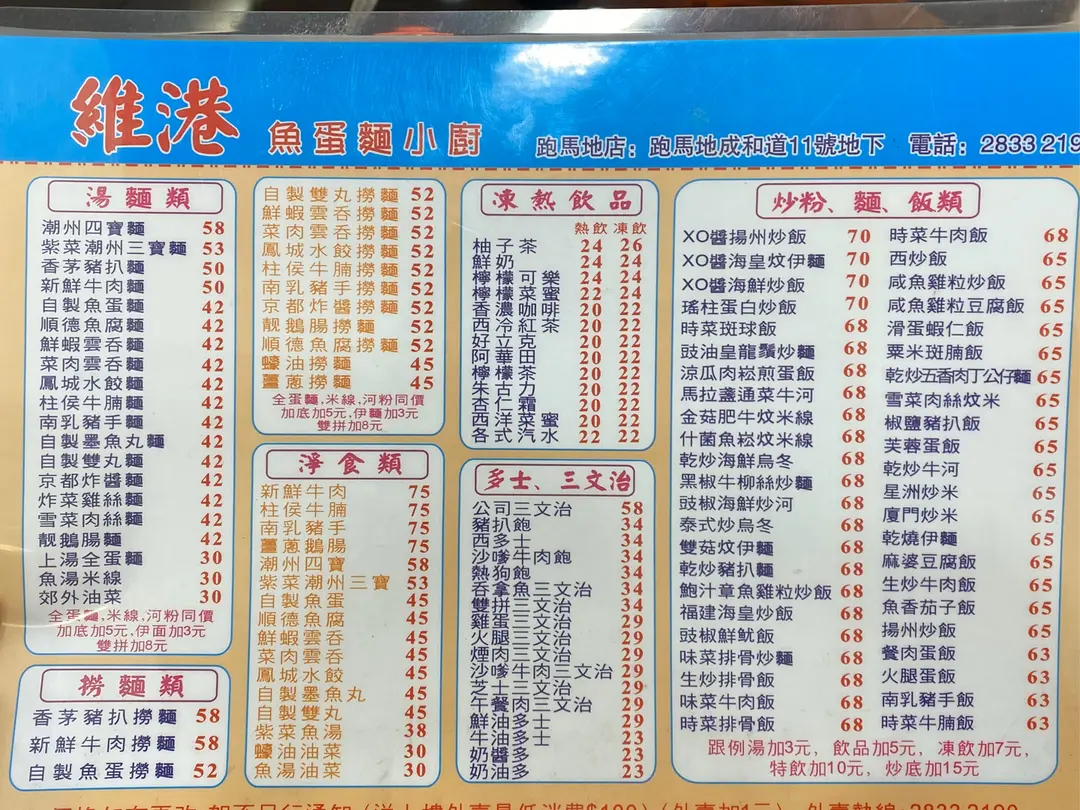 維港
魚蛋麵小廚
跑馬地店：跑馬地成和道11號地下 電話：2833 219
湯麵類
潮州四寶麵 58
紫菜潮州三寶麵 53
香茅豬扒麵 50
新鮮牛肉麵 50
自製魚蛋麵 42
順德魚腐麵 42
鮮蝦雲吞麵 42
菜肉雲吞麵 42
鳳城水餃麵 42
柱侯牛腩麵 42
南乳豬手麵 42
自製墨魚丸麵 42
自製雙丸麵 42
京都炸醬麵 42
炸菜雞絲麵 42
雪菜肉絲麵 42
靚鵝腸麵 42
上湯全蛋麵 30
魚湯米線 30
郊外油菜 30
全蛋麵,米線,河粉同價
加底加5元,伊面加3元
雙拼加8元
撈麵類
香茅豬扒撈麵 58
新鮮牛肉撈麵 58
自製魚蛋撈麵 52
自製雙丸撈麵 52
鮮蝦雲吞撈麵 52
菜肉雲吞撈麵 52
鳳城水餃撈麵 52
柱侯牛腩撈麵 52
南乳豬手撈麵 52
京都炸醬撈麵 52
靚鵝腸撈麵 52
順德魚腐撈麵 52
蠔油撈麵 45
薑蔥撈麵 45
全蛋麵,米線,河粉同價
加底加5元,伊麵加3元
雙拼加8元
淨食類
新鮮牛肉 75
柱侯牛腩 75
南乳豬手 75
薑蔥鵝腸 75
潮州四寶 58
紫菜潮州三寶 53
自製魚蛋 45
順德魚腐 45
鮮蝦雲吞 45
菜肉雲吞 45
鳳城水餃 45
自製墨魚丸 45
自製雙丸 45
紫菜魚湯 38
蠔油油菜 30
魚湯油菜 30
凍熱飲品
熱飲 凍飲
柚子茶 24 26
鮮奶 24 24
檸檬可樂 24 24
檸檬菜蜜 22 24
香濃咖啡 20 22
西冷紅茶 20 22
好立克 20 22
阿華田 20 22
檸檬茶 20 22
朱古力 20 22
杏仁霜 20 22
西洋菜蜜 20 22
各式汽水 22 22
多士、三文治
公司三文治 58
豬扒飽 34
西多士 34
沙嗲牛肉飽 34
熱狗飽 34
吞拿魚三文治 34
雙拼三文治 34
雞蛋三文治 29
火腿三文治 29
煙肉三文治 29
沙嗲牛肉三文治 29
芝士三文治 29
午餐肉三文治 29
鮮油多士 29
牛油多士 23
奶醬多 23
奶油多 23
炒粉、麵、飯類
XO醬揚州炒飯 70
XO醬海皇炆伊麵 70
XO醬海鮮炒飯 70
瑤柱蛋白炒飯 70
時菜斑球飯 68
豉油皇龍鬚炒麵 68
涼瓜肉崧煎蛋飯 68
馬拉盞通菜牛河 68
金菇肥牛炆米線 68
什菌魚崧炆米線 68
乾炒海鮮烏冬 68
黑椒牛柳絲炒麵 68
豉椒海鮮炒河 68
泰式炒烏冬 68
雙菇炆伊麵 68
乾炒豬扒麵 68
鮑汁章魚雞粒炒飯 68
福建海皇炒飯 68
豉椒鮮魷飯 68
味菜排骨炒麵 68
生炒排骨飯 68
味菜牛肉飯 68
時菜排骨飯 68
時菜牛肉飯 68
西炒飯 65
咸魚雞粒炒飯 65
咸魚雞粒豆腐飯 65
滑蛋蝦仁飯 65
粟米斑腩飯 65
乾炒五香肉丁公仔麵 65
雪菜肉絲炆米 65
椒鹽豬扒飯 65
芙蓉蛋飯 65
乾炒牛河 65
星洲炒米 65
廈門炒米 65
乾燒伊麵 65
麻婆豆腐飯 65
生炒牛肉飯 65
魚香茄子飯 65
揚州炒飯 65
餐肉蛋飯 63
火腿蛋飯 63
南乳豬手飯 63
時菜牛腩飯 63
跟例湯加3元，飲品加5元，凍飲加7元，
特飲加10元，炒底加15元